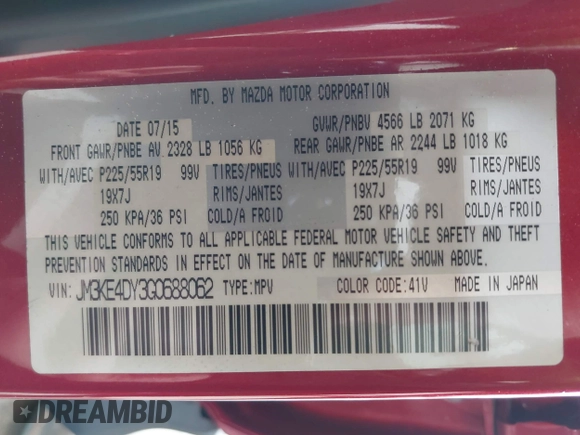 MFD. BY MAZDA MOTOR CORPORATION
DATE 07/15 GVWR/PNBV 4566 LB 2071 KG
FRONT GAWR/PNBE AV 2328 LB 1056 KG REAR GAWR/PNBE AR 2244 LB 1018 KG
WITH/AVEC P225/55R19 99V TIRES/PNEUS WITH/AVEC P225/55R19 99V TIRES/PNEUS
19X7J RIMS/JANTES 19X7J RIMS/JANTES
250 KPA/36 PSI COLD/A FROID 250 KPA/36 PSI COLD/A FROID
THIS VEHICLE CONFORMS TO ALL APPLICABLE FEDERAL MOTOR VEHICLE SAFETY AND THEFT
PREVENTION STANDARDS IN EFFECT ON THE DATE OF MANUFACTURE SHOWN ABOVE.
VIN: JM3KE4DY3G0688062 TYPE:MPV COLOR CODE:41V MADE IN JAPAN
DREAMBID